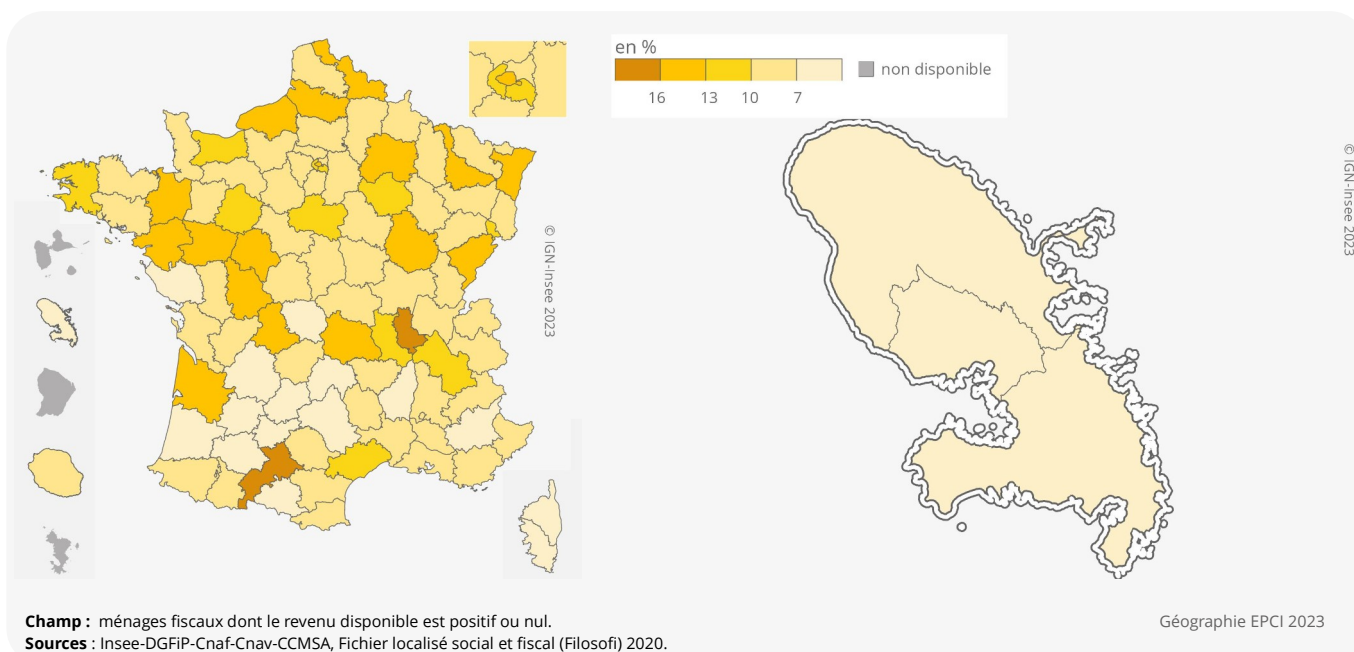 en %
16 13 10 7
non disponible
© IGN-Insee 2023
© IGN-Insee 2023
Champ : ménages fiscaux dont le revenu disponible est positif ou nul.
Géographie EPCI 2023
Sources : Insee-DGFiP-Cnaf-Cnav-CCMSA, Fichier localisé social et fiscal (Filosofi) 2020.